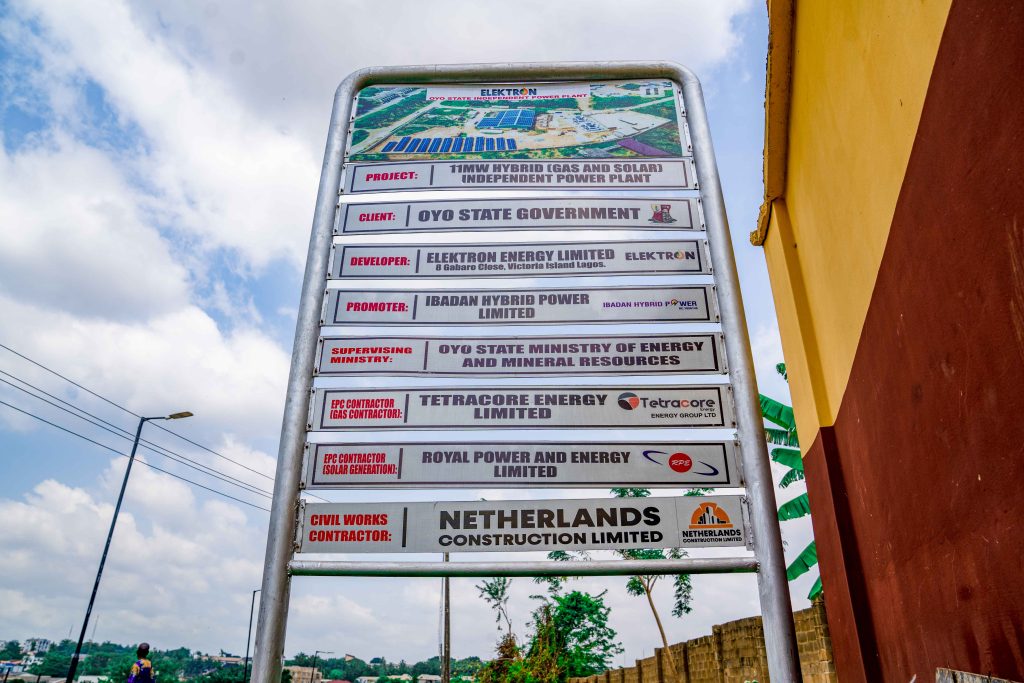 ELEKTRON
OYO STATE INDEPENDENT POWER PLANT
PROJECT: 11MW HYBRID (GAS AND SOLAR)
INDEPENDENT POWER PLANT
CLIENT: OYO STATE GOVERNMENT
DEVELOPER: ELEKTRON ENERGY LIMITED ELEKTRON
8 Gabaro Close, Victoria Island Lagos.
PROMOTER: IBADAN HYBRID POWER LIMITED IBADAN HYBRID POWER
SUPERVISING MINISTRY: OYO STATE MINISTRY OF ENERGY
AND MINERAL RESOURCES
EPC CONTRACTOR (GAS CONTRACTOR): TETRACORE ENERGY LIMITED Tetracore
Energy
ENERGY GROUP LTD
EPC CONTRACTOR (SOLAR GENERATION): ROYAL POWER AND ENERGY LIMITED RPE
CIVIL WORKS CONTRACTOR: NETHERLANDS
CONSTRUCTION LIMITED
NETHERLANDS
CONSTRUCTION LIMITED